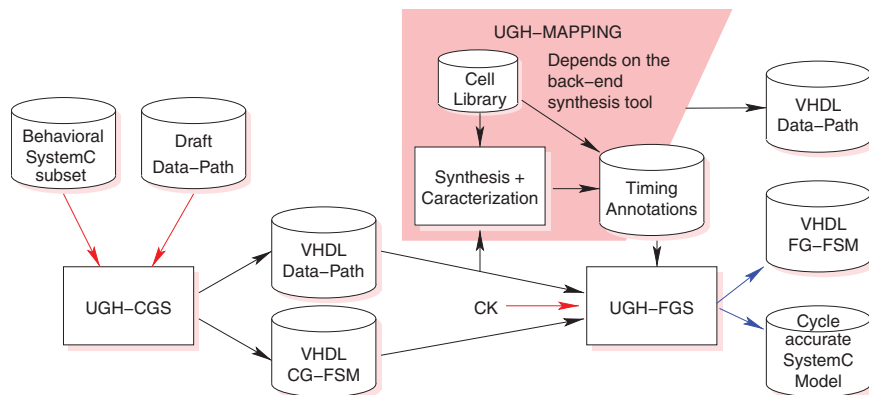 UGH–MAPPING
Depends on the
back–end
synthesis tool
Cell
Library
VHDL
Data–Path
Behavioral
SystemC
subset
Draft
Data–Path
Synthesis +
Caracterization
Timing
Annotations
VHDL
FG–FSM
VHDL
Data–Path
UGH–CGS
CK
UGH–FGS
Cycle
accurate
SystemC
Model
VHDL
CG–FSM